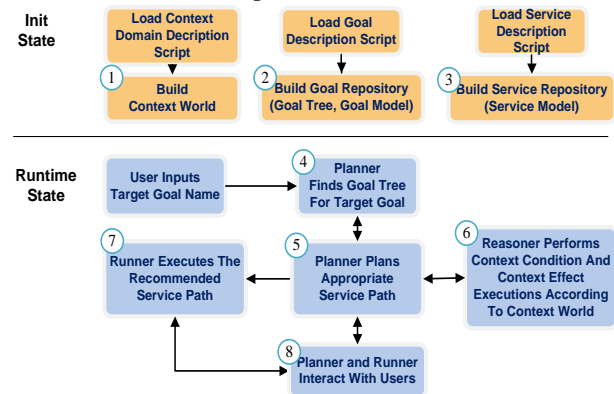 Init
State
Load Context
Domain Decription
Script
Load Goal
Description Script
Load Service
Description
Script
1
Build
Context World
2
Build Goal Repository
(Goal Tree, Goal Model)
3
Build Service Repository
(Service Model)
Runtime
State
User Inputs
Target Goal Name
4
Planner
Finds Goal Tree
For Target Goal
7
Runner Executes The
Recommended
Service Path
5
Planner Plans
Appropriate
Service Path
6
Reasoner Performs
Context Condition And
Context Effect
Executions According
To Context World
8
Planner and Runner
Interact With Users